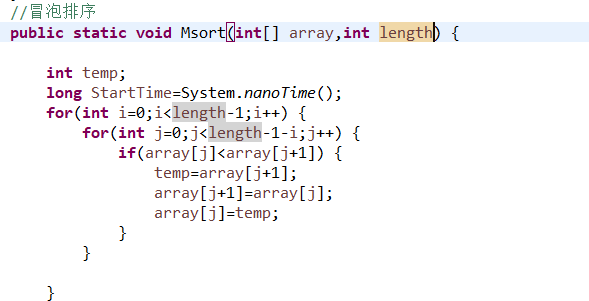 //冒泡排序
public static void Msort(int[] array,int length) {
int temp;
long StartTime=System.nanoTime();
for(int i=0;i<length-1;i++) {
for(int j=0;j<length-1-i;j++) {
if(array[j]<array[j+1]) {
temp=array[j+1];
array[j+1]=array[j];
array[j]=temp;
}
}
}